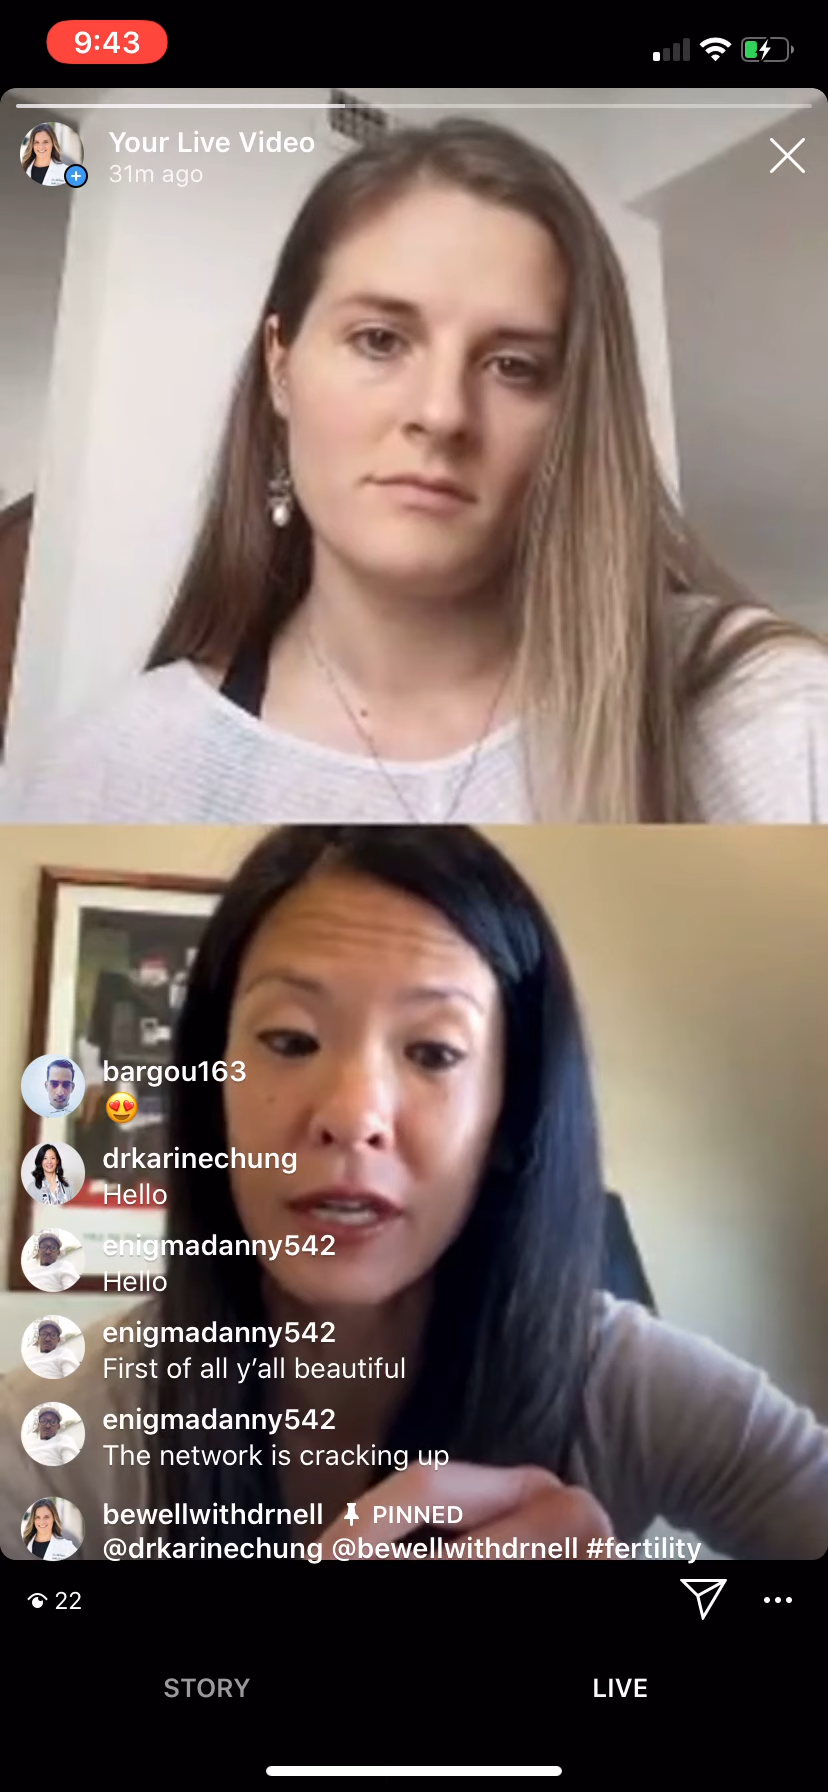 9:43
Your Live Video
31m ago
bargou163
😍
drkarinechung
Hello
enigmadanny542
Hello
enigmadanny542
First of all y’all beautiful
enigmadanny542
The network is cracking up
bewellwithdrnell PINNED
@drkarinechung @bewellwithdrnell #fertility
22
STORY
LIVE